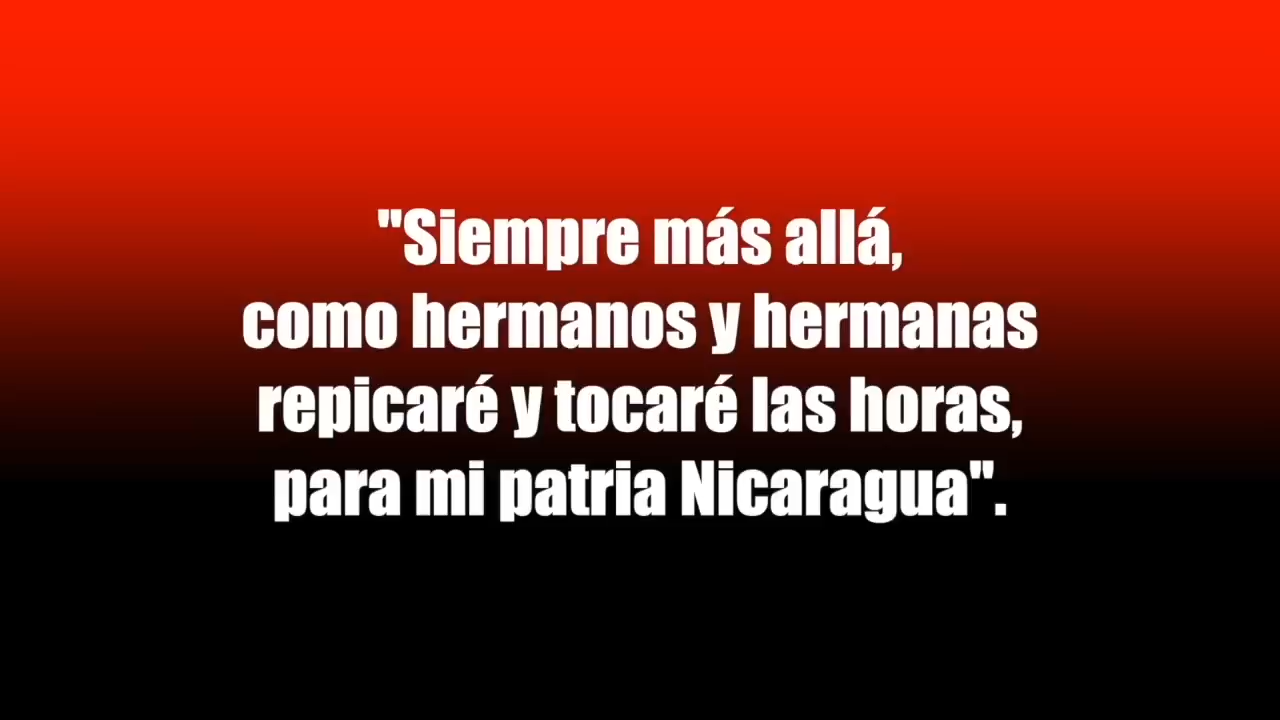 "Siempre más allá,
como hermanos y hermanas
repicaré y tocaré las horas,
para mi patria Nicaragua".